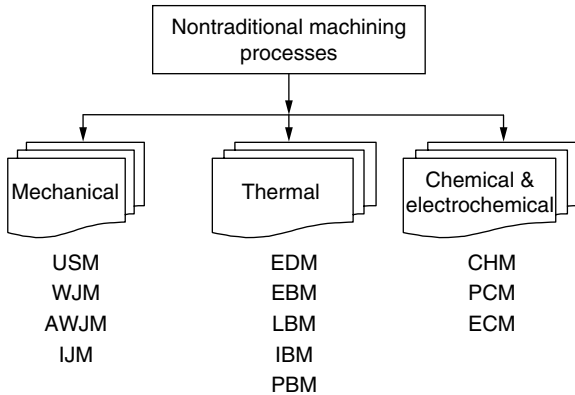 Nontraditional machining
processes
Mechanical
Thermal
Chemical &
electrochemical
USM
WJM
AWJM
IJM
EDM
EBM
LBM
IBM
PBM
CHM
PCM
ECM